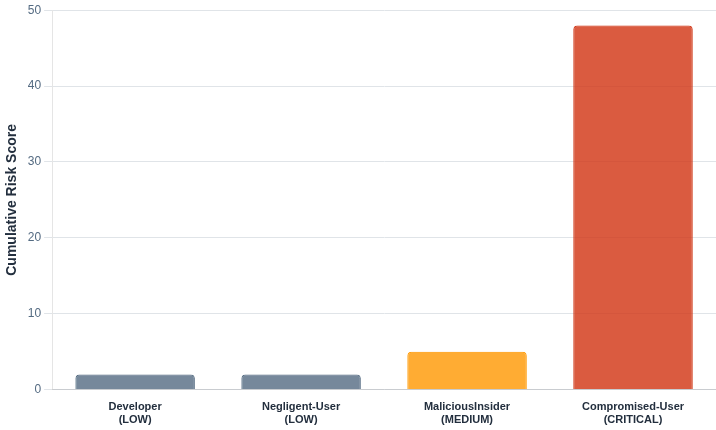 50
40
30
20
10
0
Cumulative Risk Score
Developer
(LOW)
Negligent-User
(LOW)
MaliciousInsider
(MEDIUM)
Compromised-User
(CRITICAL)